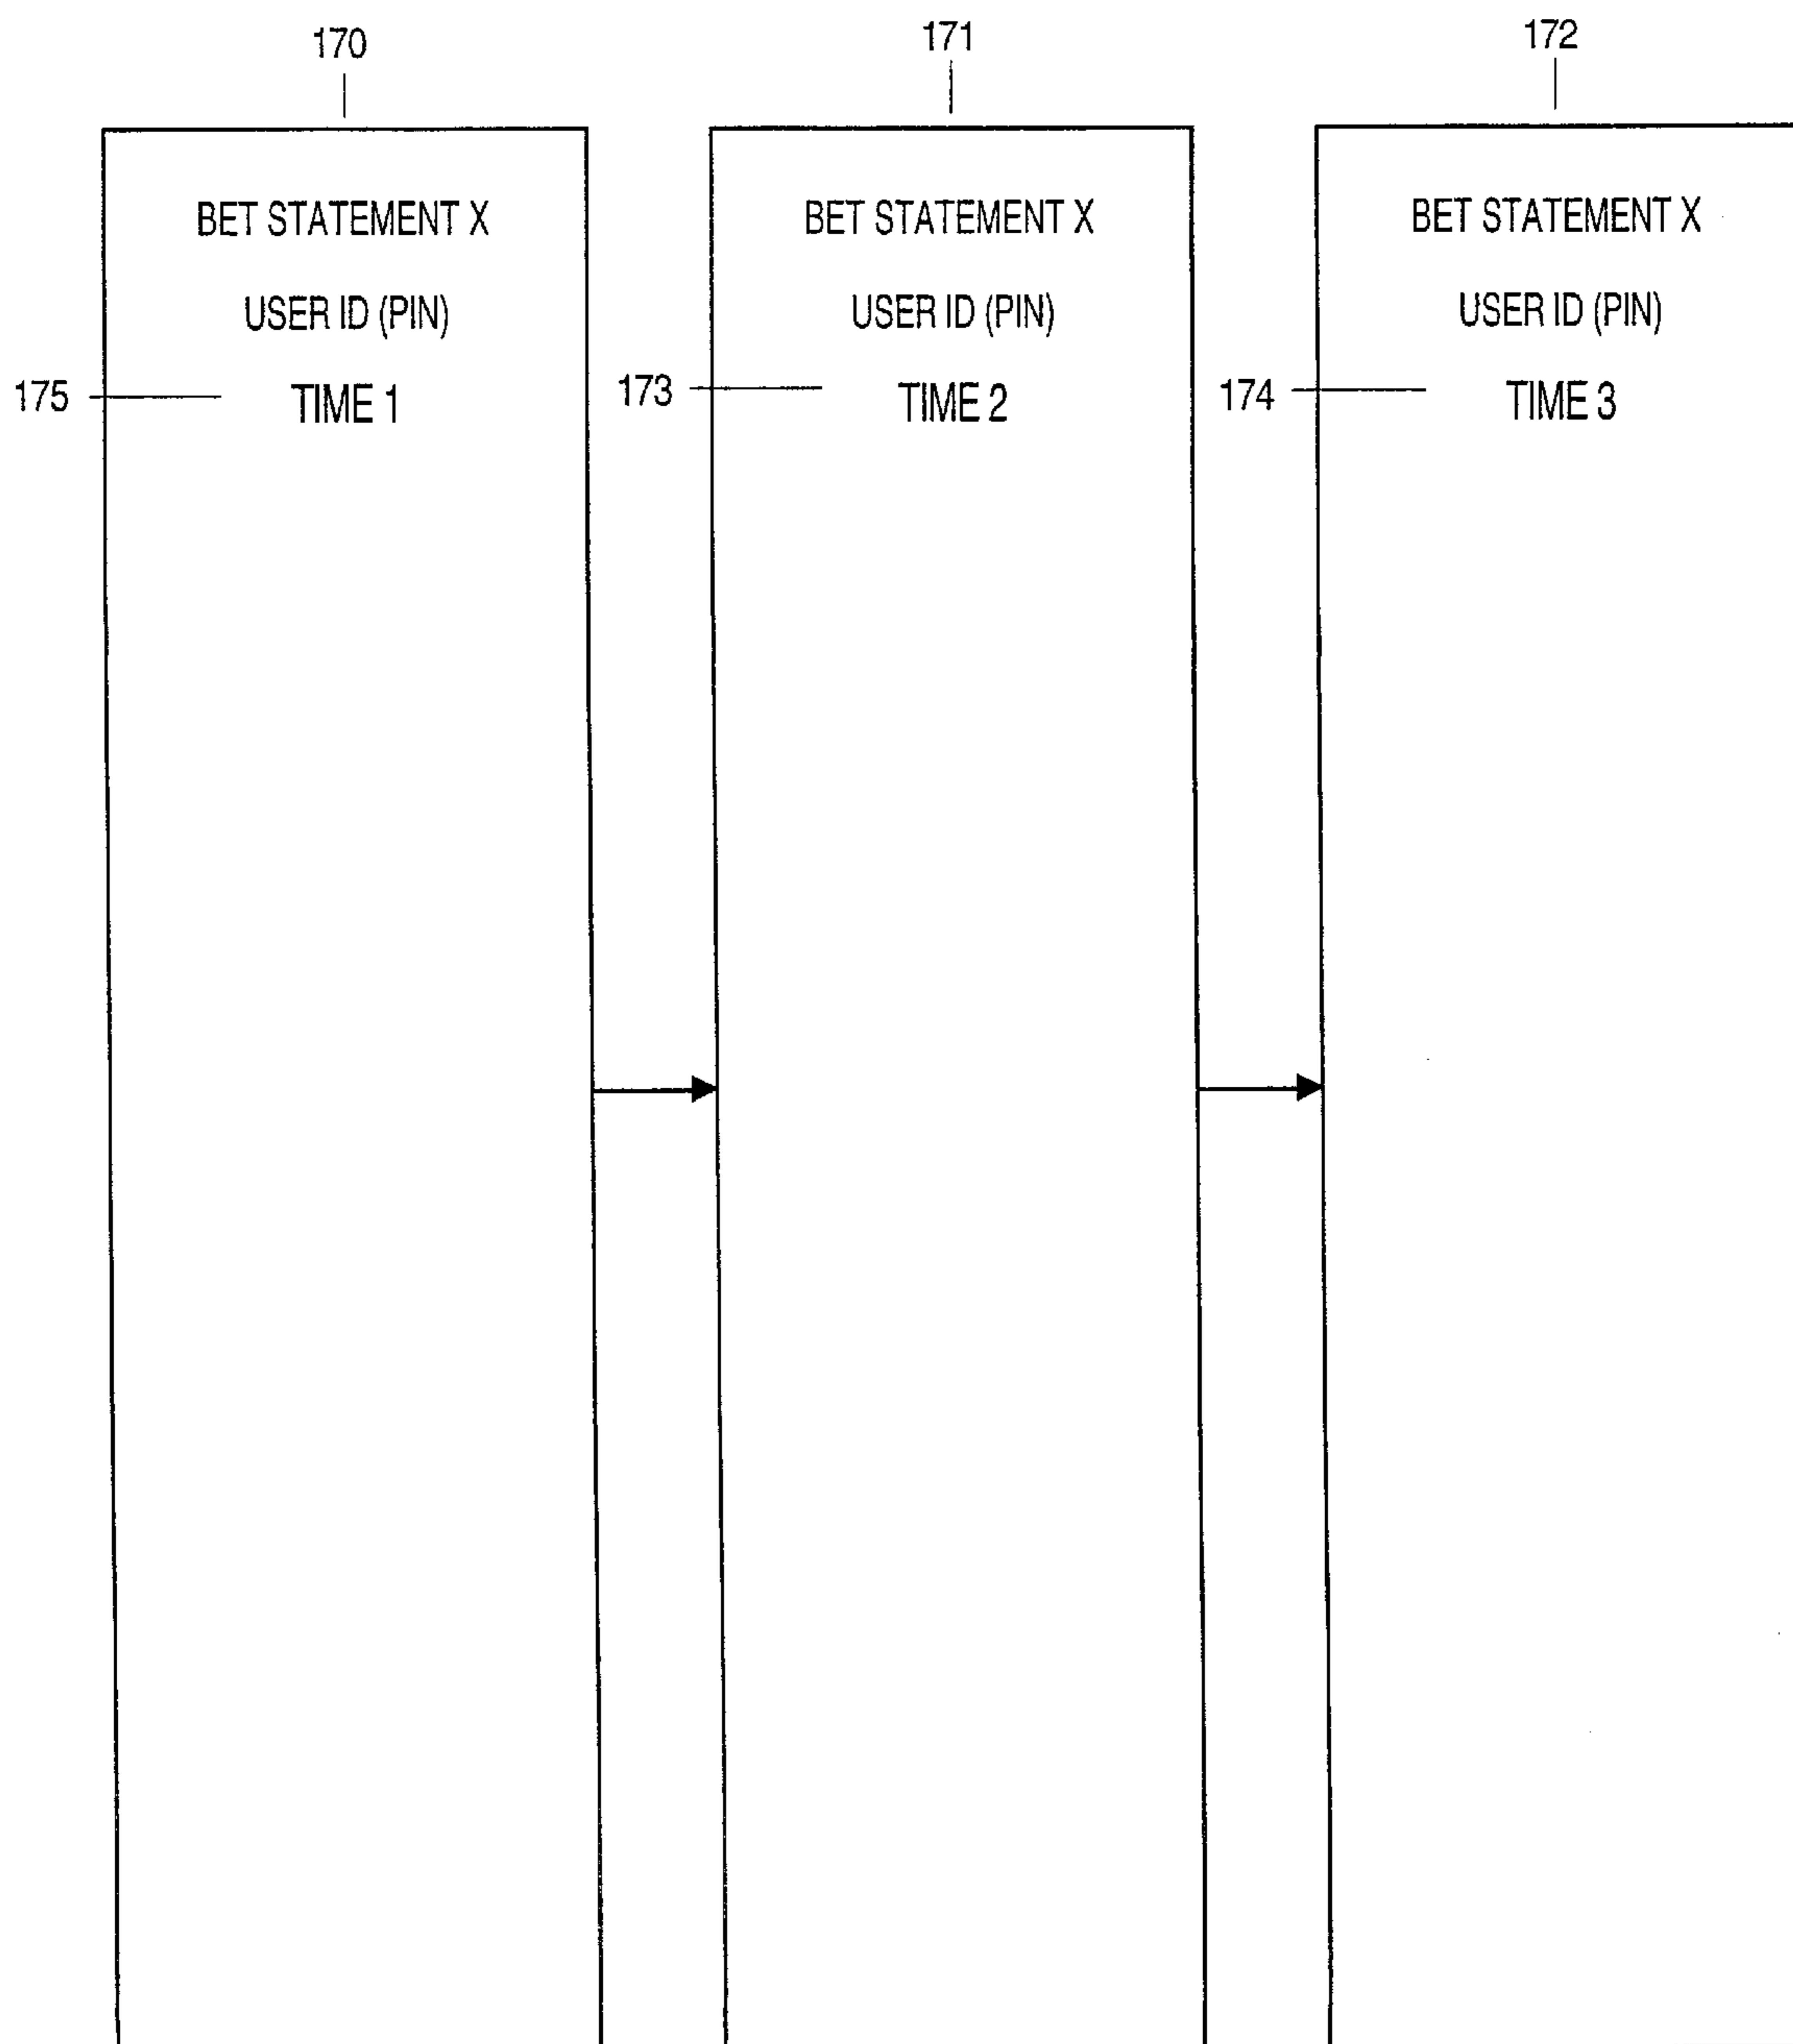 170
BET STATEMENT X
USER ID (PIN)
175
TIME 1
171
BET STATEMENT X
USER ID (PIN)
173
TIME 2
172
BET STATEMENT X
USER ID (PIN)
174
TIME 3